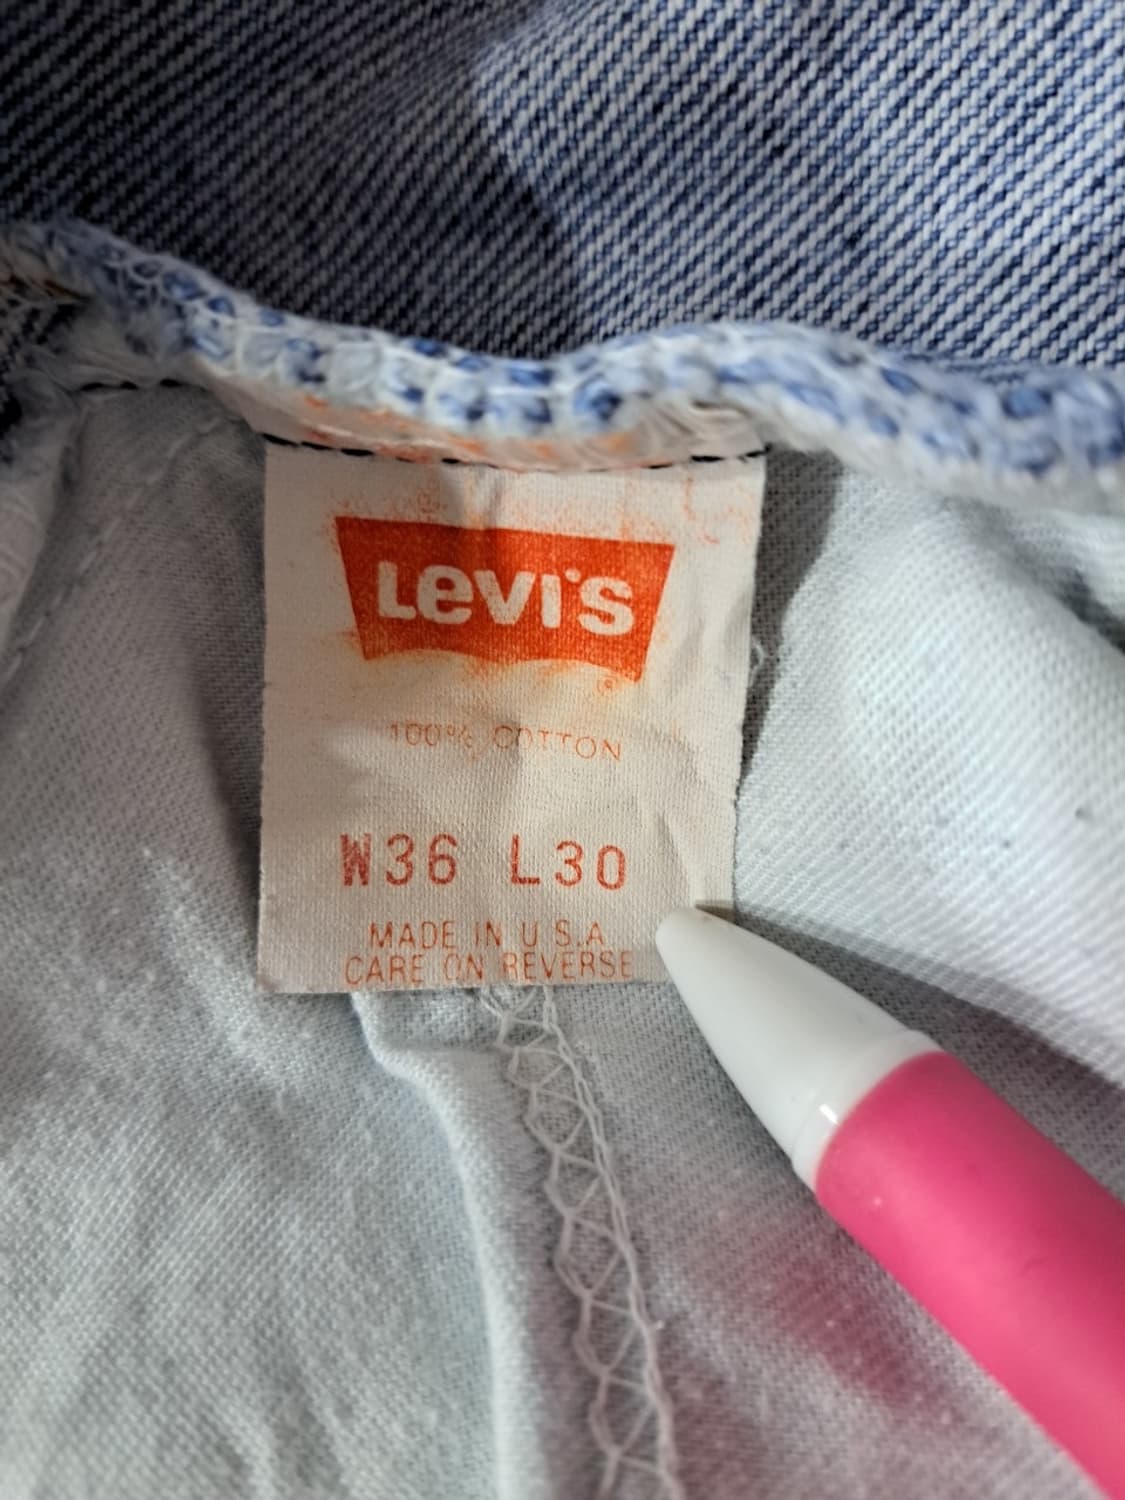 Levi's
®
100% COTTON
W36 L30
MADE IN U.S.A
CARE ON REVERSE